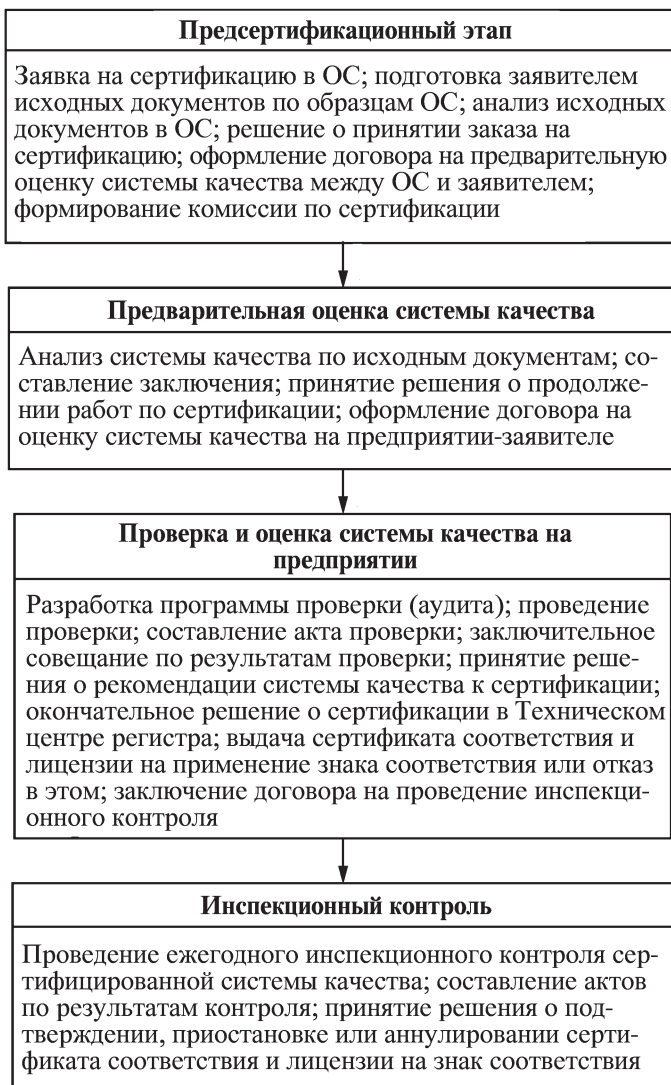 Предсертификационный этап
Заявка на сертификацию в ОС; подготовка заявителем
исходных документов по образцам ОС; анализ исходных
документов в ОС; решение о принятии заказа на
сертификацию; оформление договора на предварительную
оценку системы качества между ОС и заявителем;
формирование комиссии по сертификации
Предварительная оценка системы качества
Анализ системы качества по исходным документам; со-
ставление заключения; принятие решения о продолже-
нии работ по сертификации; оформление договора на
оценку системы качества на предприятии-заявителе
Проверка и оценка системы качества на
предприятии
Разработка программы проверки (аудита); проведение
проверки; составление акта проверки; заключительное
совещание по результатам проверки; принятие реше-
ния о рекомендации системы качества к сертификации;
окончательное решение о сертификации в Техническом
центре регистра; выдача сертификата соответствия и
лицензии на применение знака соответствия или отказ
в этом; заключение договора на проведение инспекци-
онного контроля
Инспекционный контроль
Проведение ежегодного инспекционного контроля сер-
тифицированной системы качества; составление актов
по результатам контроля; принятие решения о под-
тверждении, приостановке или аннулировании серти-
фиката соответствия и лицензии на знак соответствия